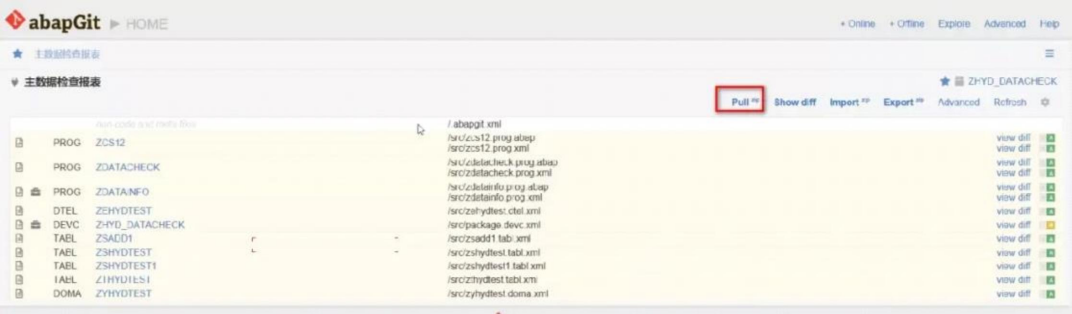 abapGit ▶ HOME
+ Online + Offline Explore Advanced Help
主数据检查报表
主数据检查报表 ZHYD_DATACHECK
Pull zip Show diff Import zip Export zip Advanced Refresh
non-code and meta files /.abapgit.xml
PROG ZCS12 /src/zcs12.prog.abap view diff
/src/zcs12.prog.xml view diff
PROG ZDATACHECK /src/zdatacheck.prog.abap view diff
/src/zdatacheck.prog.xml view diff
PROG ZDATAINFO /src/zdatainfo.prog.abap view diff
/src/zdatainfo.prog.xml view diff
DTEL ZEHYDTEST /src/zehydtest.dtel.xml view diff
DEVC ZHYD_DATACHECK /src/package.devc.xml view diff
TABL ZSADD1 /src/zsadd1.tabl.xml view diff
TABL ZSHYDTEST /src/zshydtest.tabl.xml view diff
TABL ZSHYDTEST1 /src/zshydtest1.tabl.xml view diff
TABL ZTHYDTEST /src/zthydtest.tabl.xml view diff
DOMA ZYHYDTEST /src/zyhydtest.doma.xml view diff